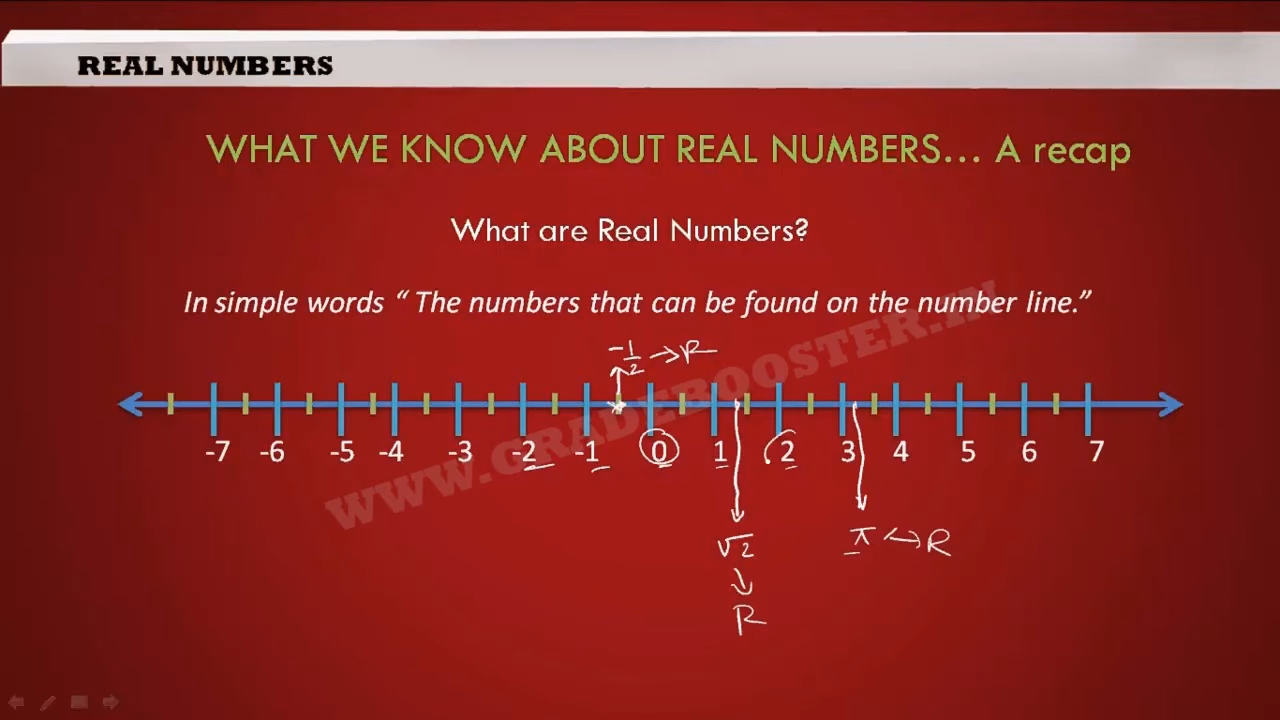 REAL NUMBERS
WHAT WE KNOW ABOUT REAL NUMBERS... A recap
What are Real Numbers?
In simple words “ The numbers that can be found on the number line.”
-1/2 → R
-7 -6 -5 -4 -3 -2 -1 0 1 2 3 4 5 6 7
WWW.GRADEBOOSTER.IN
√2 π ↔ R
↓
R